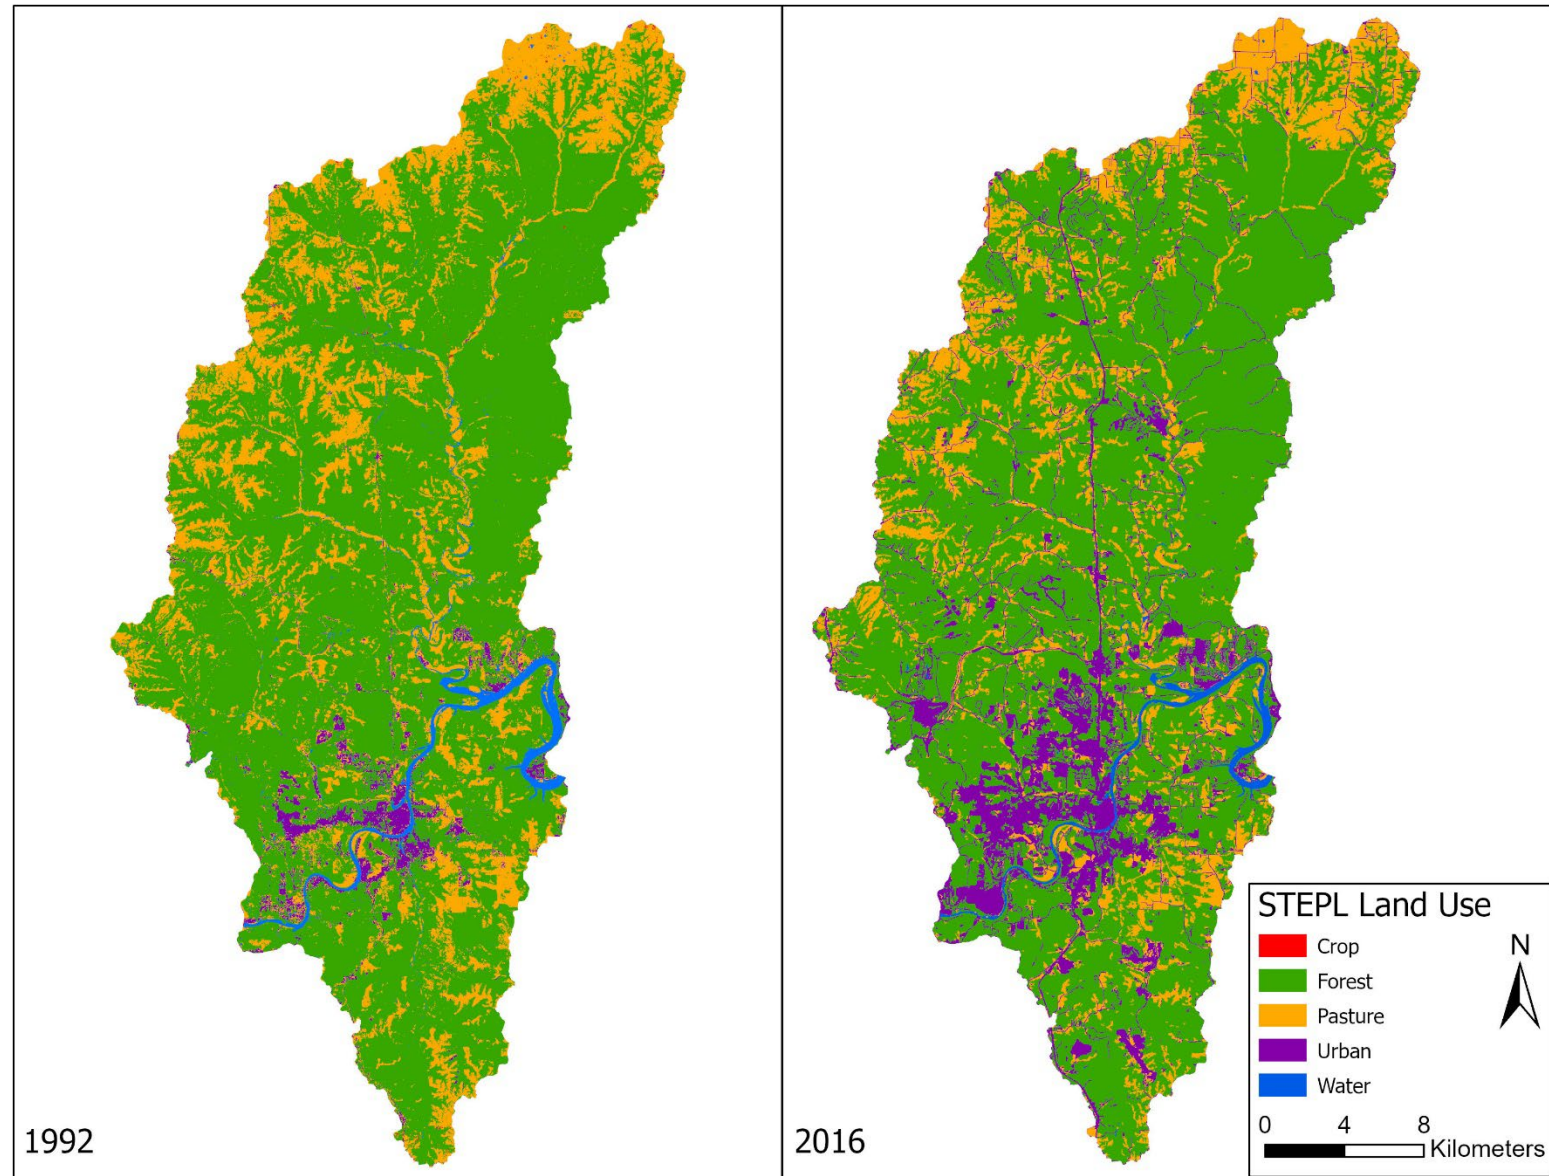 1992
2016
STEPL Land Use
Crop
Forest
Pasture
Urban
Water
N
0 4 8
Kilometers